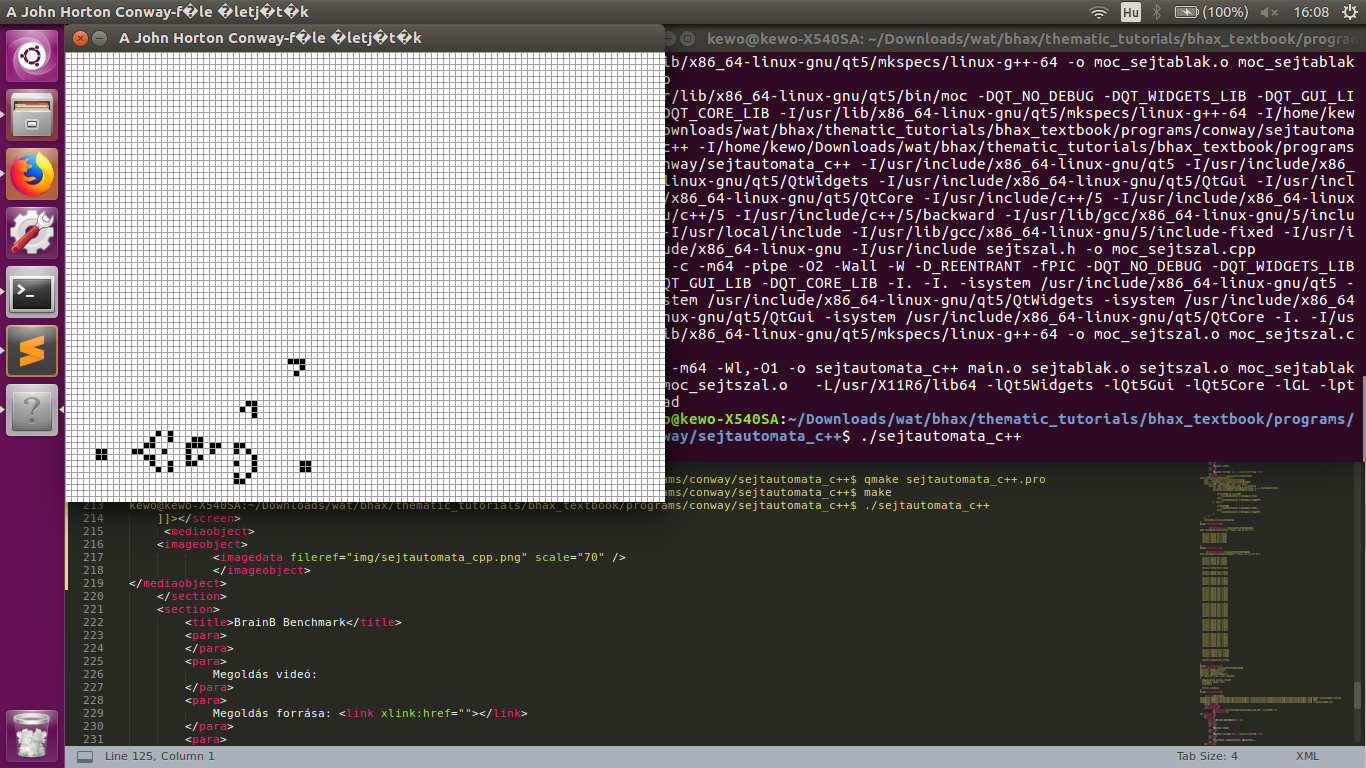 A John Horton Conway-f�le �letj�t�k
Hu
(100%)
16:08
A John Horton Conway-f�le �letj�t�k
kewo@kewo-X540SA: ~/Downloads/wat/bhax/thematic_tutorials/bhax_textbook/program
ib/x86_64-linux-gnu/qt5/mkspecs/linux-g++-64 -o moc_sejtablak.o moc_sejtablak
p
r/lib/x86_64-linux-gnu/qt5/bin/moc -DQT_NO_DEBUG -DQT_WIDGETS_LIB -DQT_GUI_LI
DQT_CORE_LIB -I/usr/lib/x86_64-linux-gnu/qt5/mkspecs/linux-g++-64 -I/home/kew
ownloads/wat/bhax/thematic_tutorials/bhax_textbook/programs/conway/sejtautoma
c++ -I/home/kewo/Downloads/wat/bhax/thematic_tutorials/bhax_textbook/programs
nway/sejtautomata_c++ -I/usr/include/x86_64-linux-gnu/qt5 -I/usr/include/x86_
linux-gnu/qt5/QtWidgets -I/usr/include/x86_64-linux-gnu/qt5/QtGui -I/usr/incl
/x86_64-linux-gnu/qt5/QtCore -I/usr/include/c++/5 -I/usr/include/x86_64-linux
u/c++/5 -I/usr/include/c++/5/backward -I/usr/lib/gcc/x86_64-linux-gnu/5/inclu
-I/usr/local/include -I/usr/lib/gcc/x86_64-linux-gnu/5/include-fixed -I/usr/i
ude/x86_64-linux-gnu -I/usr/include sejtszal.h -o moc_sejtszal.cpp
-c -m64 -pipe -O2 -Wall -W -D_REENTRANT -fPIC -DQT_NO_DEBUG -DQT_WIDGETS_LIB
QT_GUI_LIB -DQT_CORE_LIB -I. -I. -isystem /usr/include/x86_64-linux-gnu/qt5 -
stem /usr/include/x86_64-linux-gnu/qt5/QtWidgets -isystem /usr/include/x86_64
nux-gnu/qt5/QtGui -isystem /usr/include/x86_64-linux-gnu/qt5/QtCore -I. -I/us
ib/x86_64-linux-gnu/qt5/mkspecs/linux-g++-64 -o moc_sejtszal.o moc_sejtszal.c
-m64 -Wl,-O1 -o sejtautomata_c++ main.o sejtablak.o sejtszal.o moc_sejtablak
moc_sejtszal.o   -L/usr/X11R6/lib64 -lQt5Widgets -lQt5Gui -lQt5Core -lGL -lpt
ad
o@kewo-X540SA:~/Downloads/wat/bhax/thematic_tutorials/bhax_textbook/programs/
way/sejtautomata_c++$ ./sejtautomata_c++
ams/conway/sejtautomata_c++$ qmake sejtautomata_c++.pro
ams/conway/sejtautomata_c++$ make
213 kewo@kewo-X540SA:~/Downloads/wat/bhax/thematic_tutorials/bhax_textbook/programs/conway/sejtautomata_c++$ ./sejtautomata_c++
214 ]]></screen>
215 <mediaobject>
216 <imageobject>
217 <imagedata fileref="img/sejtautomata_cpp.png" scale="70" />
218 </imageobject>
219 </mediaobject>
220 </section>
221 <section>
222 <title>BrainB Benchmark</title>
223 <para>
224 </para>
225 <para>
226 Megoldás videó:
227 </para>
228 <para>
229 Megoldás forrása: <link xlink:href=""></link>
230 </para>
231 <para>
Line 125, Column 1
Tab Size: 4
XML